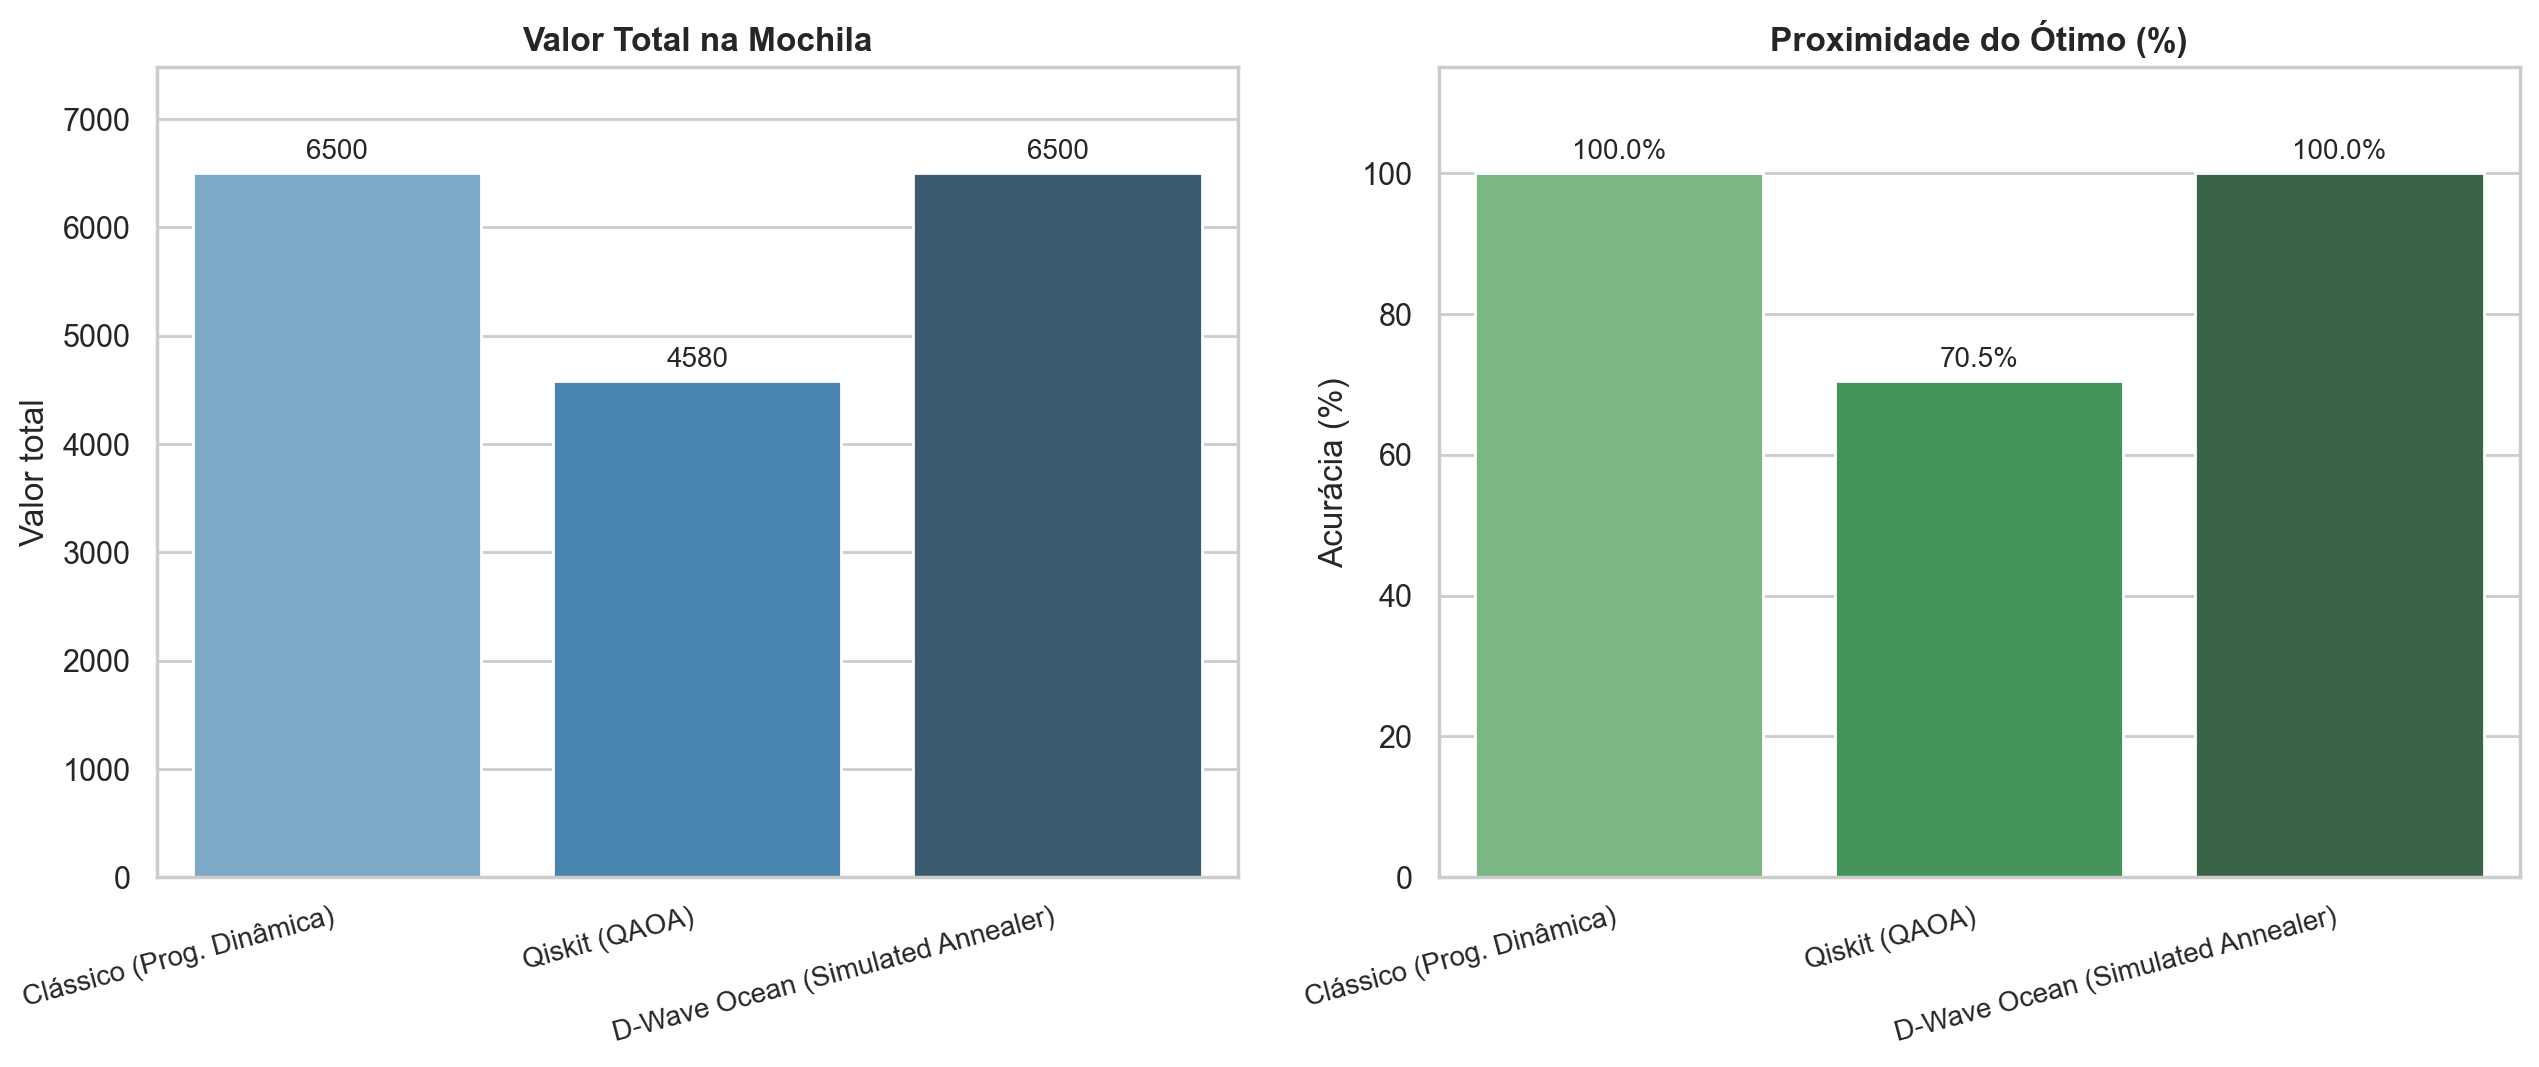 Valor Total na Mochila
Valor total
7000
6000
5000
4000
3000
2000
1000
0
6500
4580
6500
Clássico (Prog. Dinâmica)
Qiskit (QAOA)
D-Wave Ocean (Simulated Annealer)
Proximidade do Ótimo (%)
Acurácia (%)
100
80
60
40
20
0
100.0%
70.5%
100.0%
Clássico (Prog. Dinâmica)
Qiskit (QAOA)
D-Wave Ocean (Simulated Annealer)